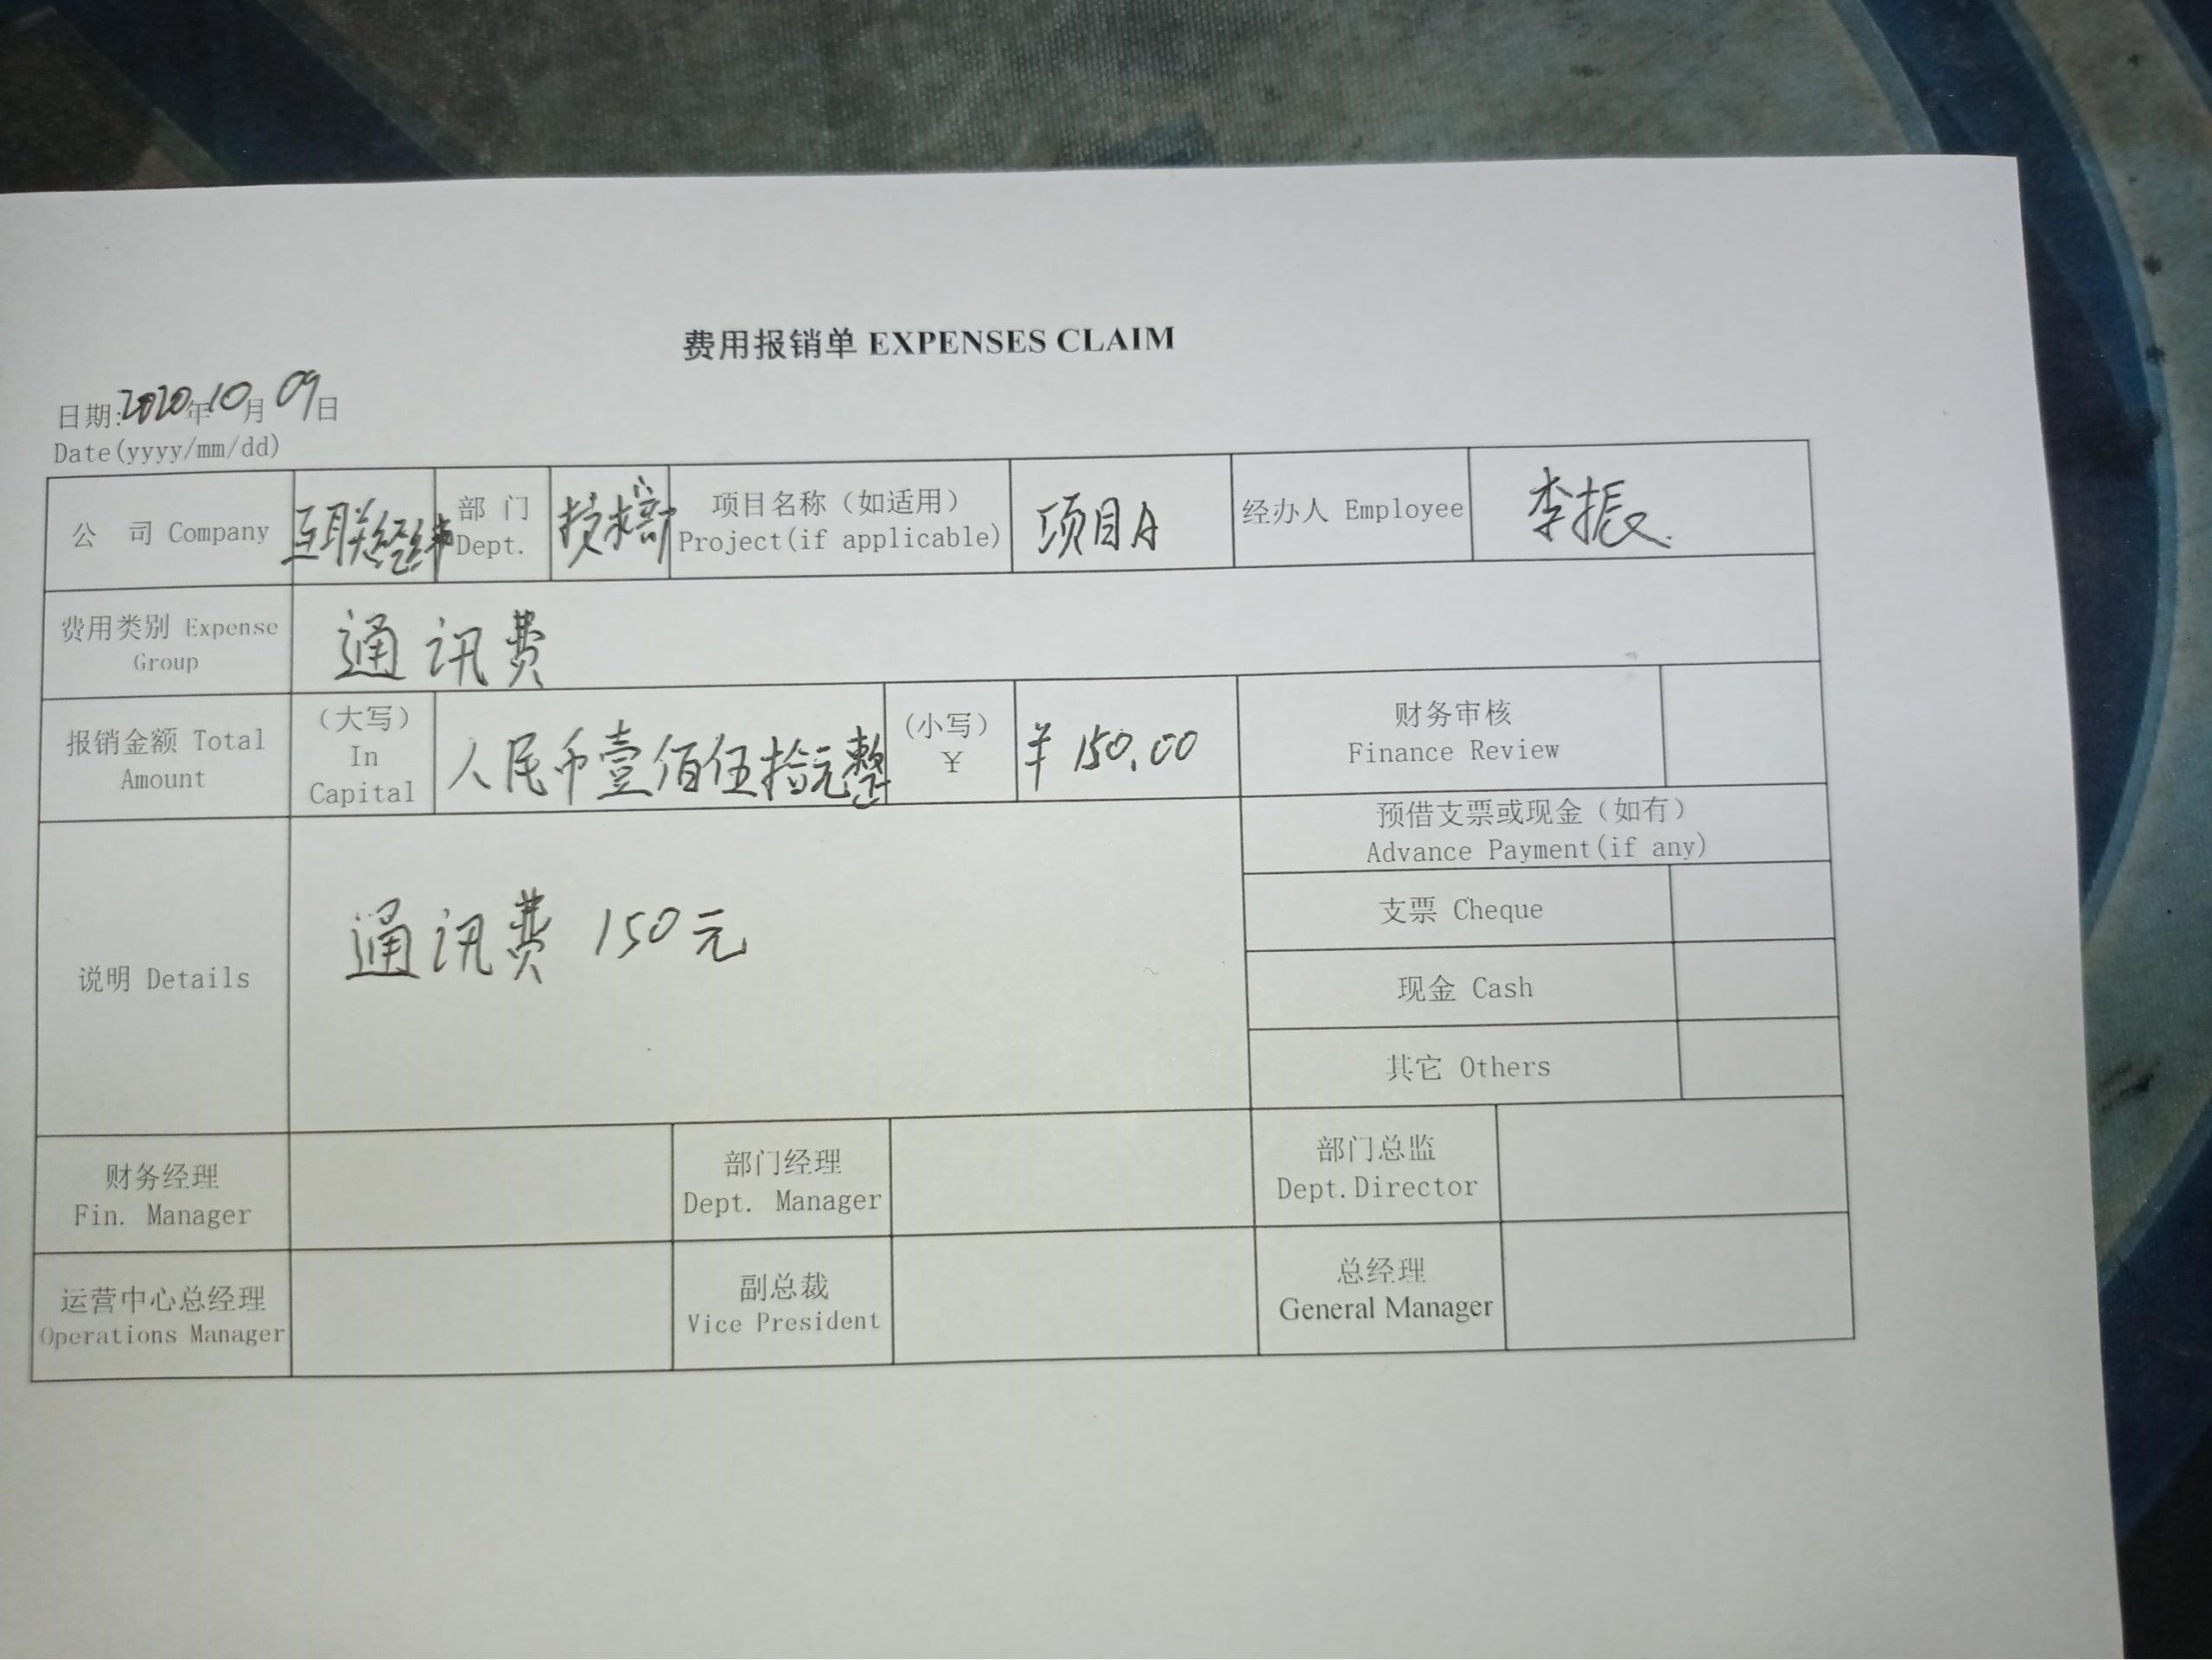 费用报销单 EXPENSES CLAIM
日期:2020年10月09日
Date(yyyy/mm/dd)
公 司 Company 互联经纬 部 门 Dept. 技术部 项目名称（如适用） Project(if applicable) 项目A 经办人 Employee 李振
费用类别 Expense Group 通讯费
报销金额 Total Amount （大写） In Capital 人民币壹佰伍拾元整 （小写） ￥ ￥150.00 财务审核 Finance Review
预借支票或现金（如有）
Advance Payment(if any)
说明 Details 通讯费 150元
支票 Cheque
现金 Cash
其它 Others
财务经理 Fin. Manager 部门经理 Dept. Manager 部门总监 Dept.Director
运营中心总经理 Operations Manager 副总裁 Vice President 总经理 General Manager